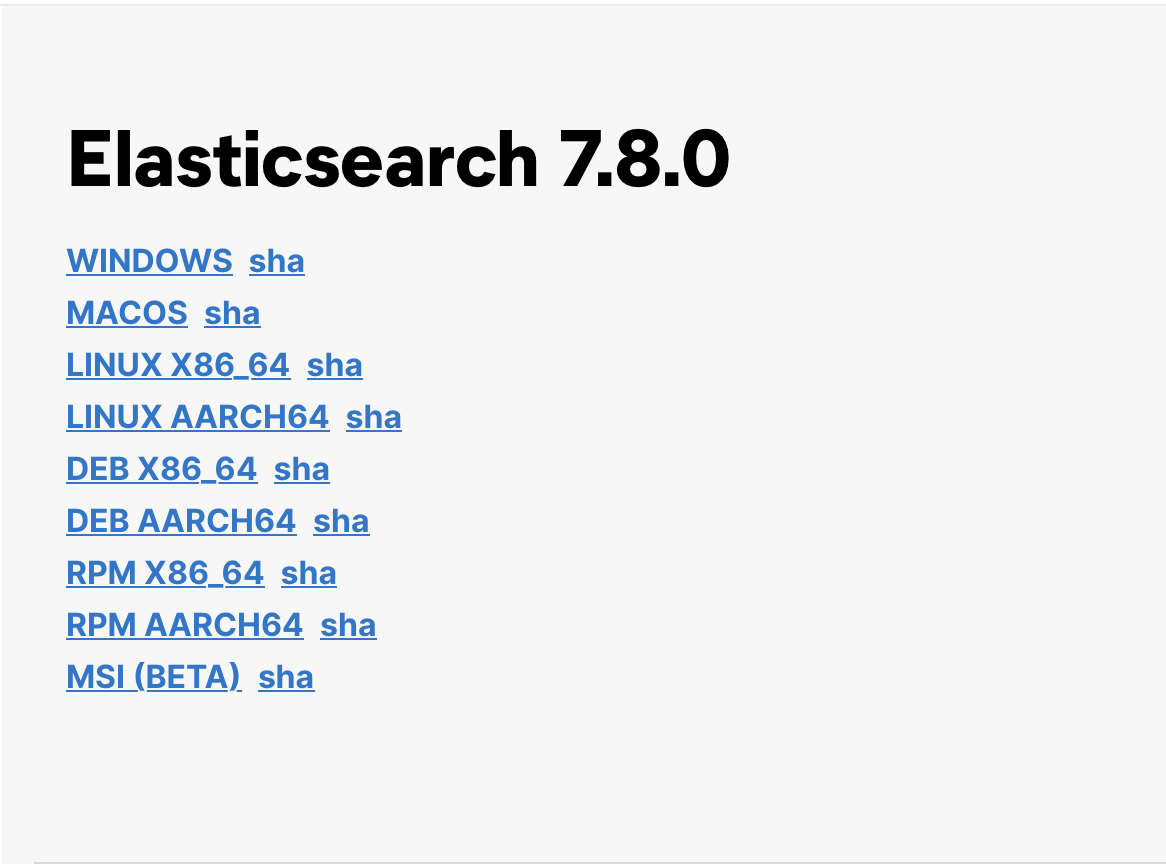 Elasticsearch 7.8.0
WINDOWS sha
MACOS sha
LINUX X86_64 sha
LINUX AARCH64 sha
DEB X86_64 sha
DEB AARCH64 sha
RPM X86_64 sha
RPM AARCH64 sha
MSI (BETA) sha